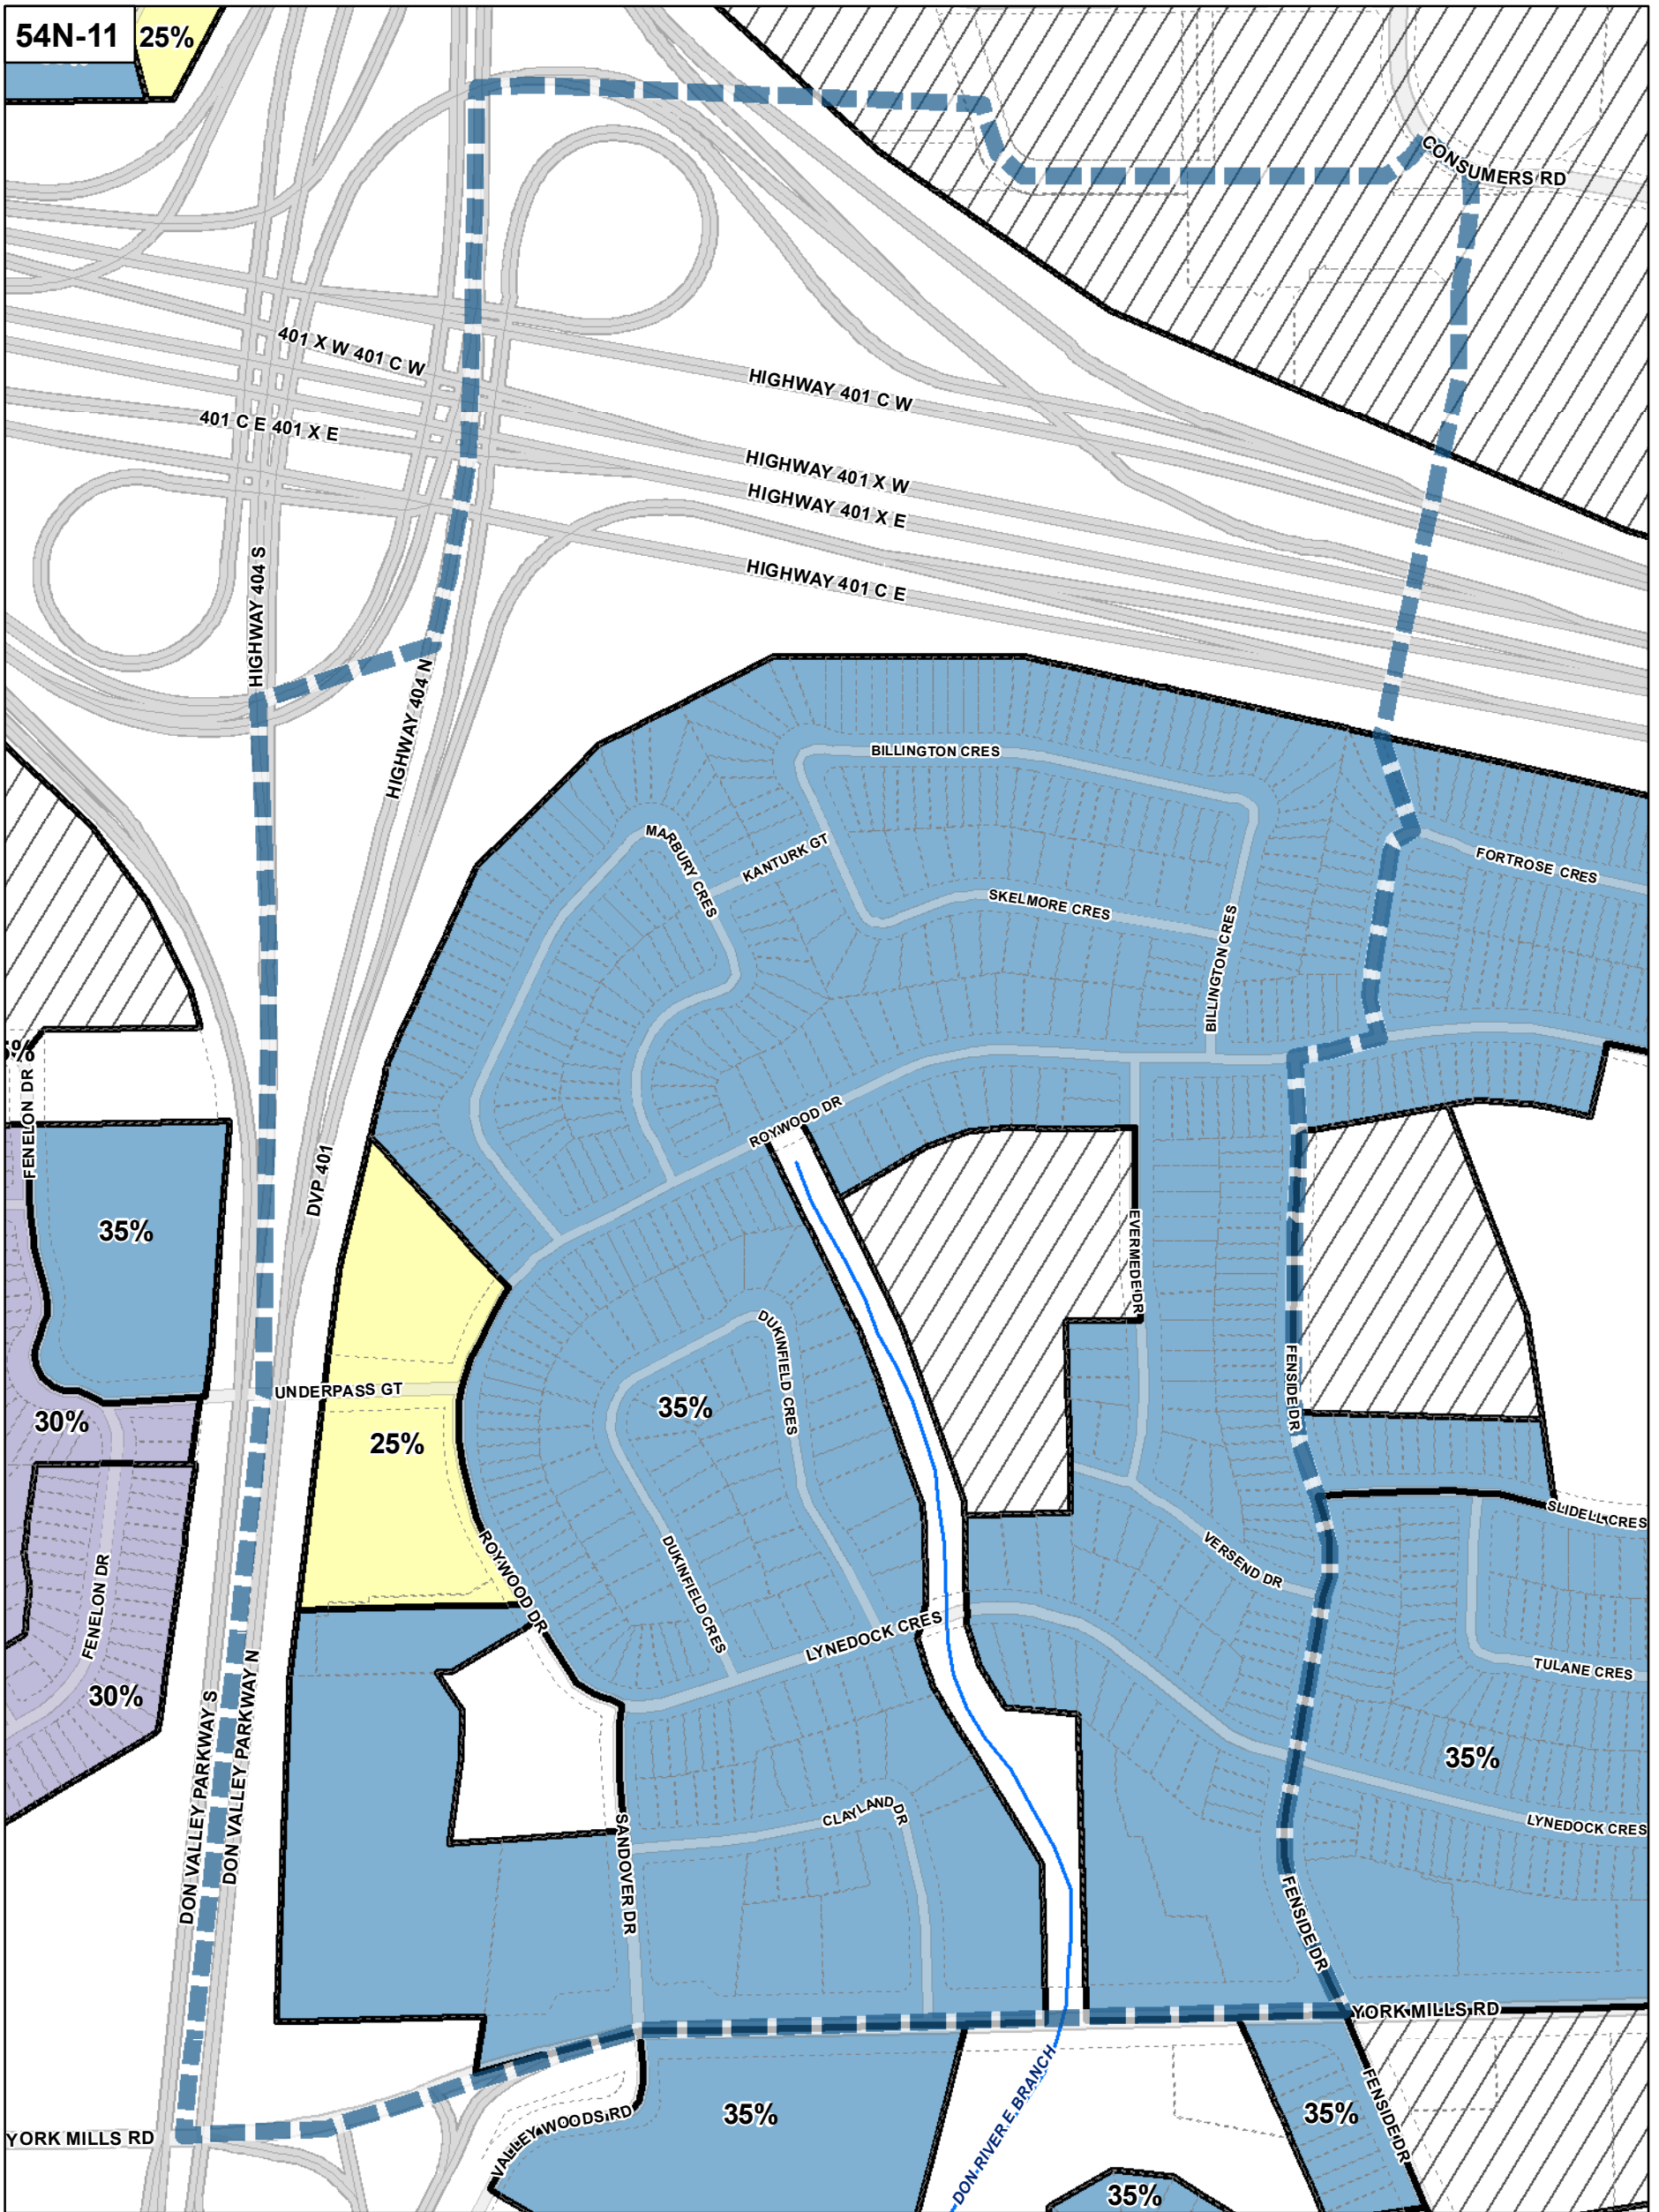 54N-11
25%
CONSUMERS RD
401 X W 401 C W
HIGHWAY 401 C W
401 C E 401 X E
HIGHWAY 401 X W
HIGHWAY 401 X E
HIGHWAY 401 C E
HIGHWAY 404 S
HIGHWAY 404 N
BILLINGTON CRES
MARBURY CRES
KANTURK GT
FORTROSE CRES
SKELMORE CRES
BILLINGTON CRES
FENELON DR
ROYWOOD DR
DVP 401
35%
EVERMEDE DR
DUKINFIELD CRES
FENSIDE DR
UNDERPASS GT
35%
30%
25%
SLIDELL CRES
ROYWOOD DR
DUKINFIELD CRES
VERSEND DR
FENELON DR
LYNEDOCK CRES
TULANE CRES
30%
DON VALLEY PARKWAY S
DON VALLEY PARKWAY N
35%
CLAYLAND DR
LYNEDOCK CRES
SANDOVER DR
FENSIDE DR
YORK MILLS RD
DON RIVER E. BRANCH
FENSIDE DR
35%
35%
VALLEY WOODS RD
YORK MILLS RD
35%